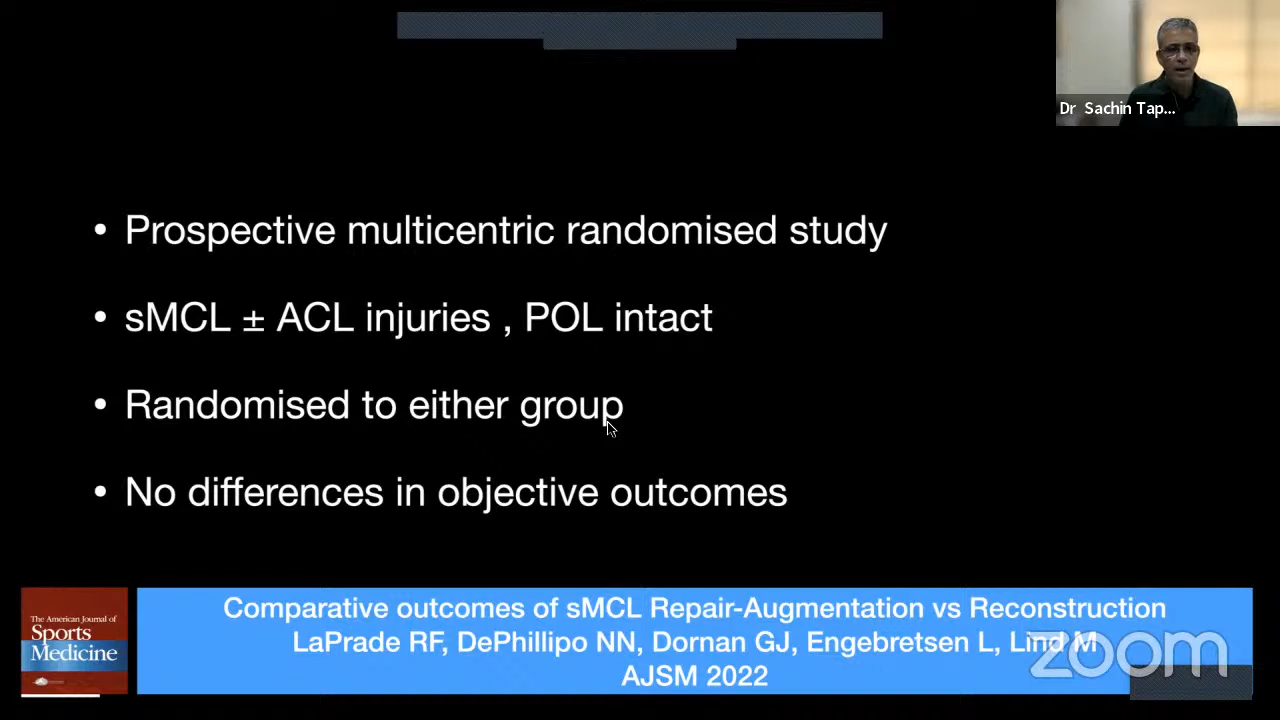 Dr Sachin Tap...
• Prospective multicentric randomised study
• sMCL ± ACL injuries , POL intact
• Randomised to either group
• No differences in objective outcomes
The American Journal of
Sports
Medicine
Comparative outcomes of sMCL Repair-Augmentation vs Reconstruction
LaPrade RF, DePhillipo NN, Dornan GJ, Engebretsen L, Lind M
AJSM 2022
zoom